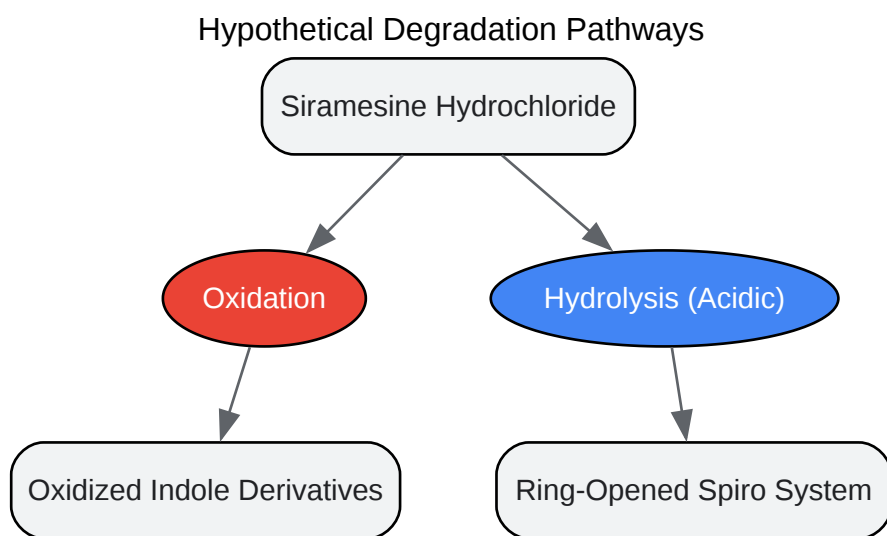 Hypothetical Degradation Pathways
Siramesine Hydrochloride
Oxidation
Hydrolysis (Acidic)
Oxidized Indole Derivatives
Ring-Opened Spiro System